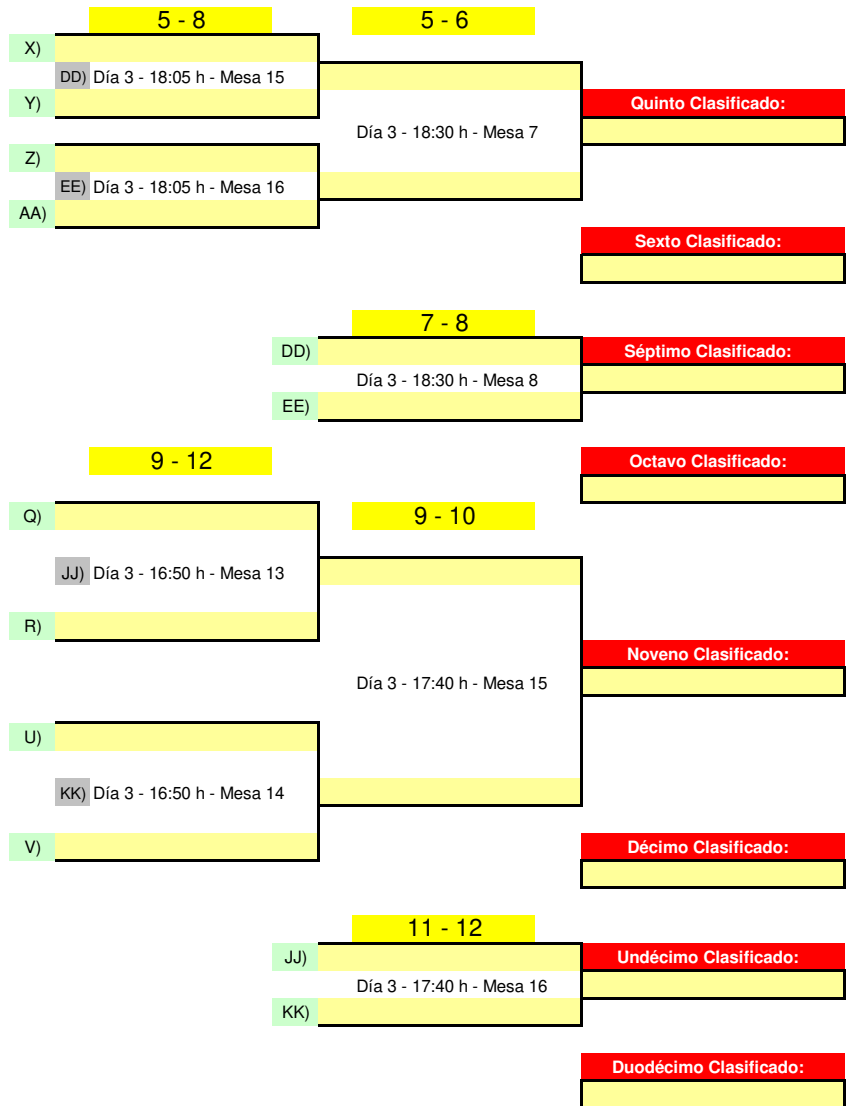 5 - 8
5 - 6
X)
DD) Día 3 - 18:05 h - Mesa 15
Y)
Quinto Clasificado:
Día 3 - 18:30 h - Mesa 7
Z)
EE) Día 3 - 18:05 h - Mesa 16
AA)
Sexto Clasificado:
7 - 8
DD)
Séptimo Clasificado:
Día 3 - 18:30 h - Mesa 8
EE)
9 - 12
Octavo Clasificado:
Q)
9 - 10
JJ) Día 3 - 16:50 h - Mesa 13
R)
Noveno Clasificado:
Día 3 - 17:40 h - Mesa 15
U)
KK) Día 3 - 16:50 h - Mesa 14
V)
Décimo Clasificado:
11 - 12
JJ)
Undécimo Clasificado:
Día 3 - 17:40 h - Mesa 16
KK)
Duodécimo Clasificado: